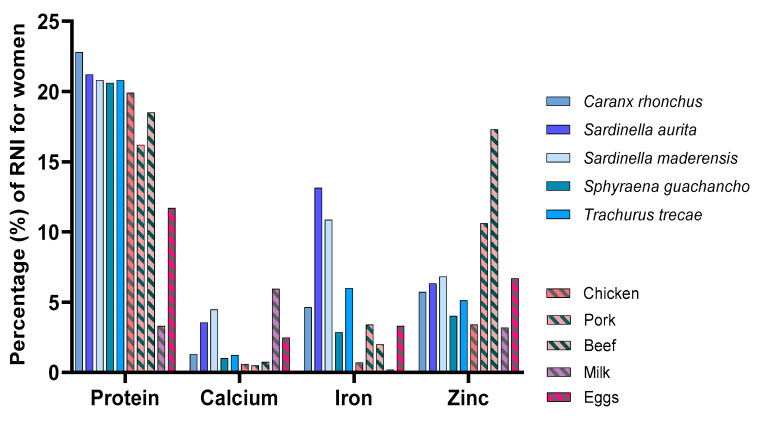 Percentage (%) of RNI for women
25
20
15
10
5
0
Protein
Calcium
Iron
Zinc
Caranx rhonchus
Sardinella aurita
Sardinella maderensis
Sphyraena guachancho
Trachurus trecae
Chicken
Pork
Beef
Milk
Eggs